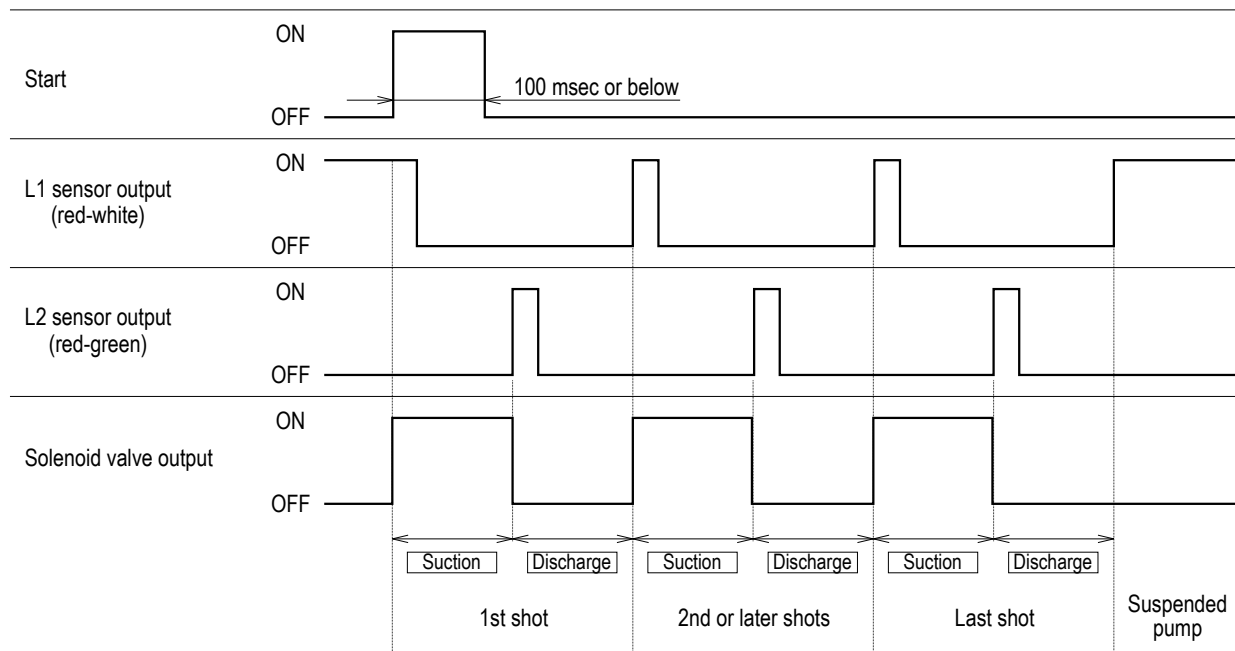 ON
Start
100 msec or below
OFF
ON
L1 sensor output
(red-white)
OFF
ON
L2 sensor output
(red-green)
OFF
ON
Solenoid valve output
OFF
Suction Discharge Suction Discharge Suction Discharge
1st shot 2nd or later shots Last shot Suspended
pump